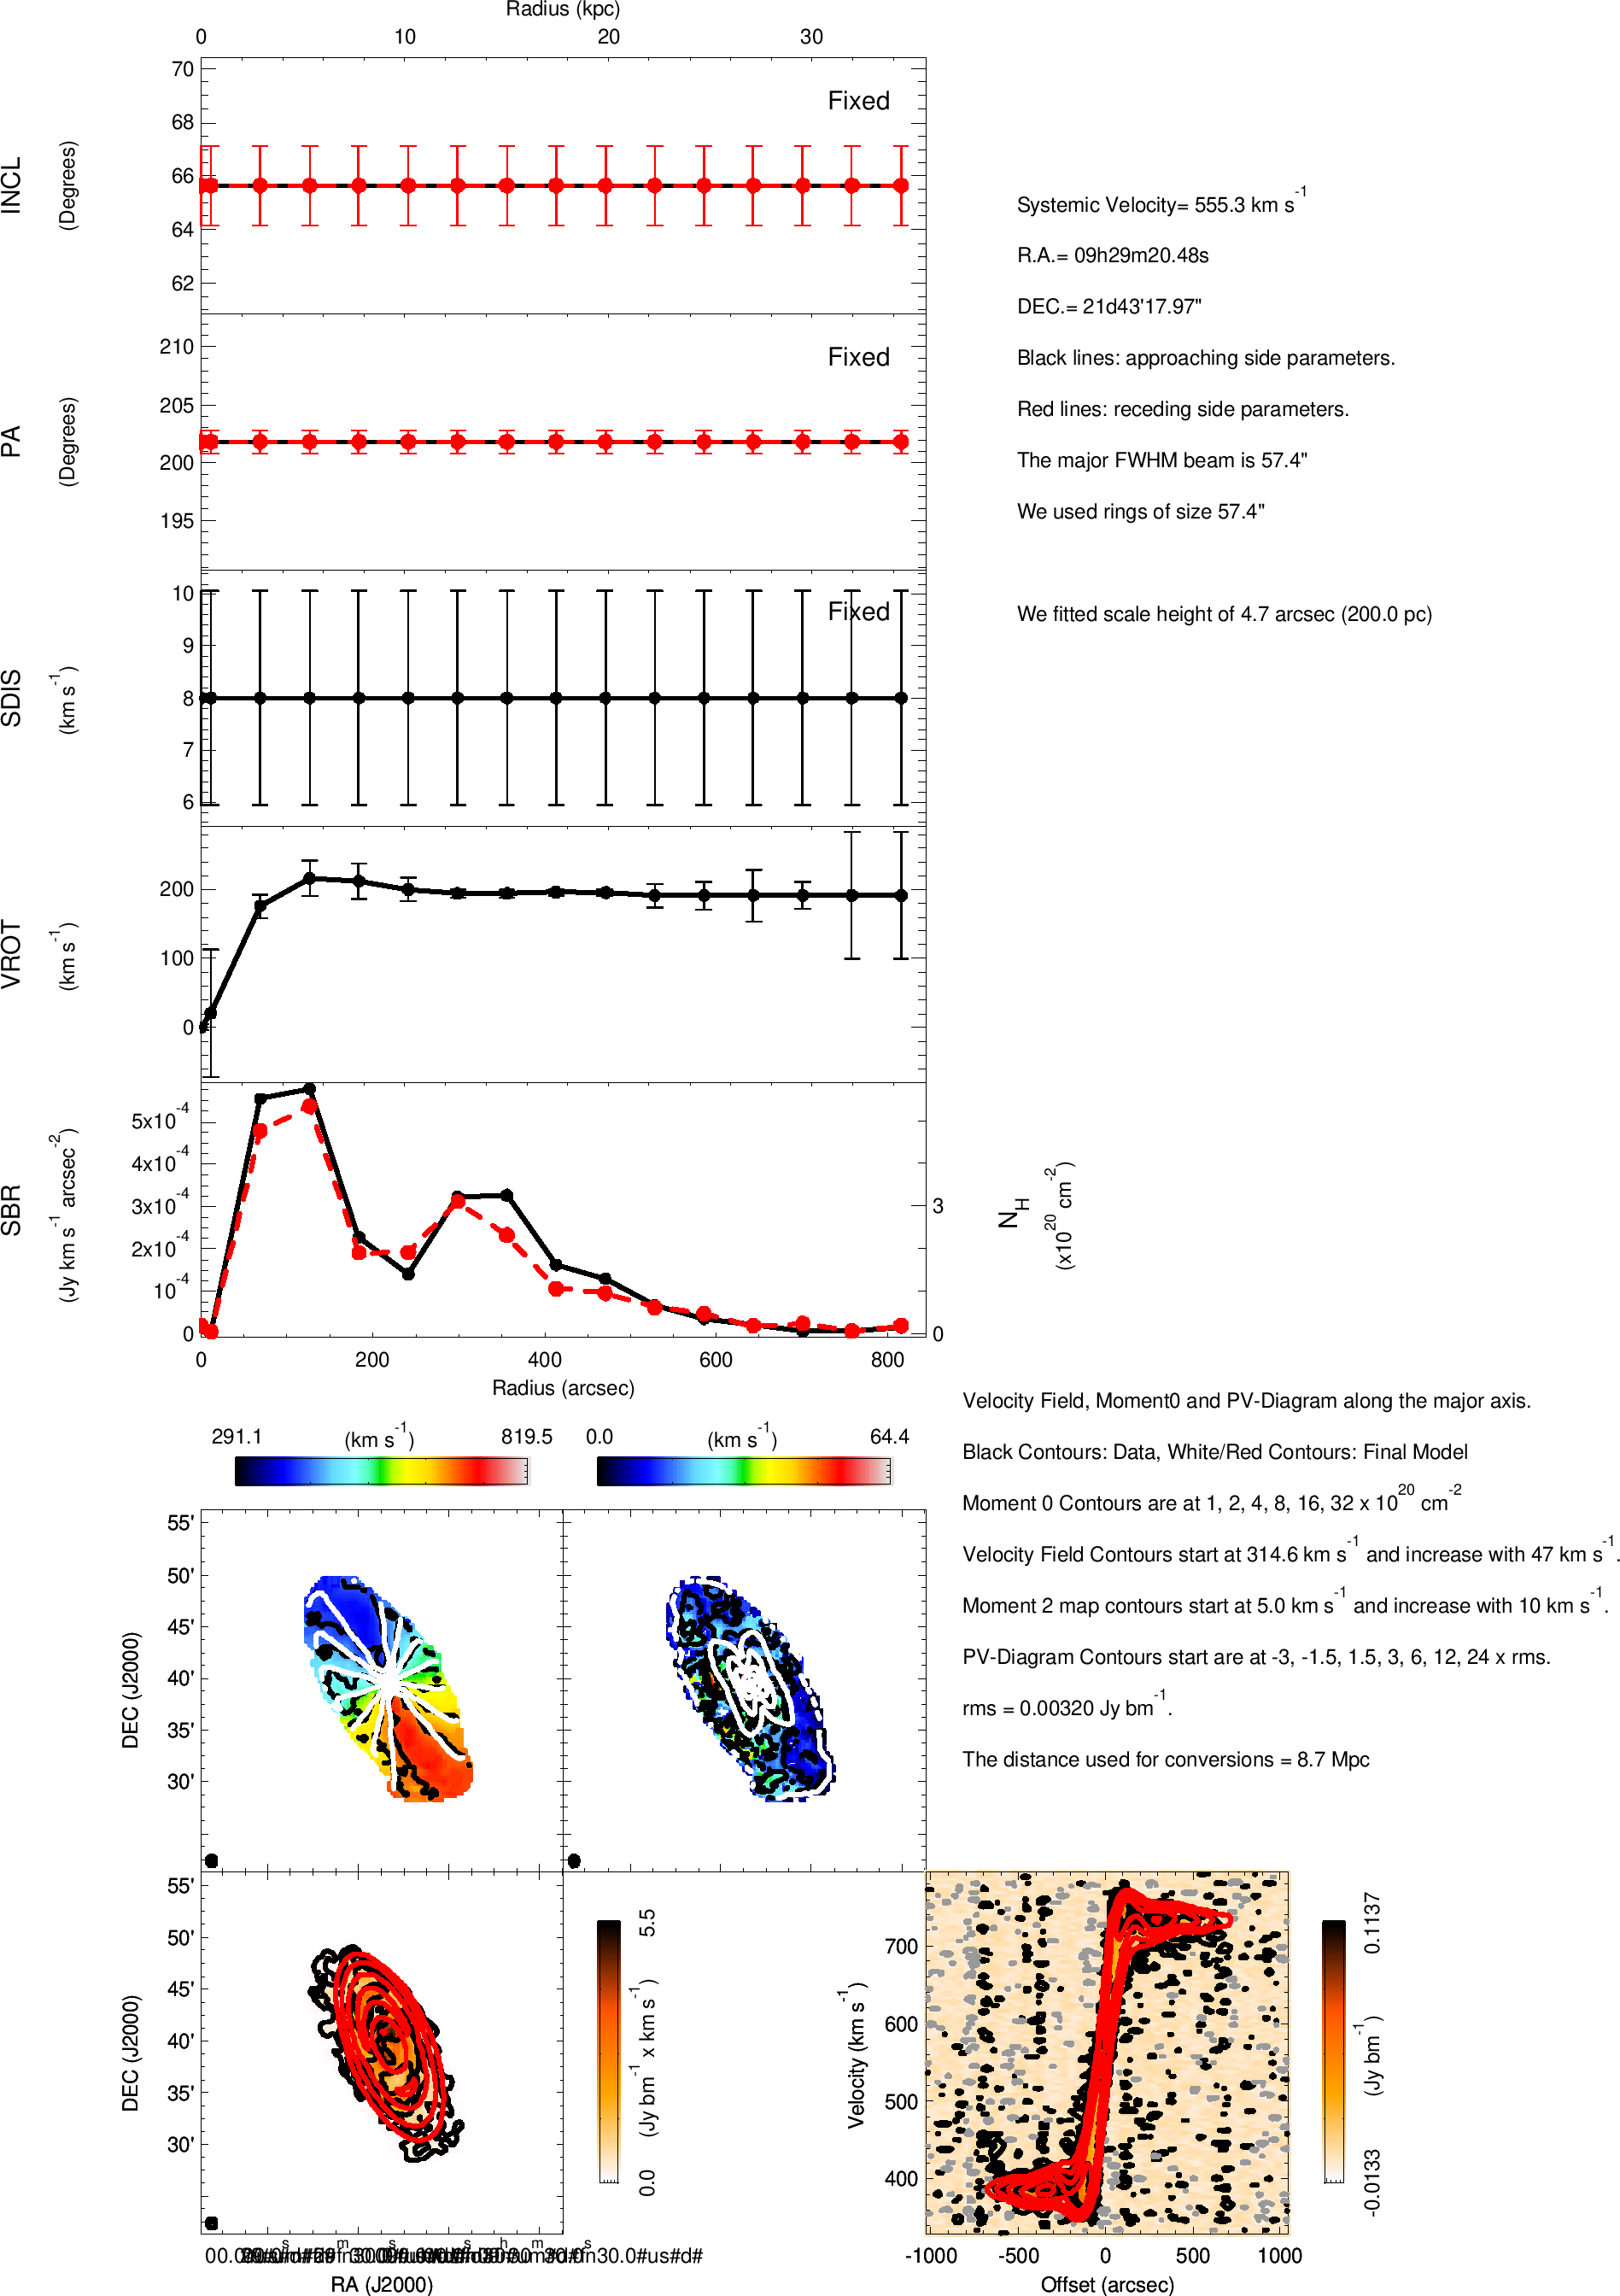 Radius (kpc)
0 10 20 30
INCL
(Degrees)
70
68
66
64
62
Fixed
PA
(Degrees)
210
205
200
195
Fixed
SDIS
(km s-1)
10
9
8
7
6
Fixed
VROT
(km s-1)
200
100
0
SBR
(Jy km s-1 arcsec-2)
5x10-4
4x10-4
3x10-4
2x10-4
10-4
0
3
0
NH
(x1020 cm-2)
0 200 400 600 800
Radius (arcsec)
Systemic Velocity= 555.3 km s-1
R.A.= 09h29m20.48s
DEC.= 21d43'17.97"
Black lines: approaching side parameters.
Red lines: receding side parameters.
The major FWHM beam is 57.4"
We used rings of size 57.4"
We fitted scale height of 4.7 arcsec (200.0 pc)
Velocity Field, Moment0 and PV-Diagram along the major axis.
Black Contours: Data, White/Red Contours: Final Model
Moment 0 Contours are at 1, 2, 4, 8, 16, 32 x 1020 cm-2
Velocity Field Contours start at 314.6 km s-1 and increase with 47 km s-1.
Moment 2 map contours start at 5.0 km s-1 and increase with 10 km s-1.
PV-Diagram Contours start are at -3, -1.5, 1.5, 3, 6, 12, 24 x rms.
rms = 0.00320 Jy bm-1.
The distance used for conversions = 8.7 Mpc
291.1 (km s-1) 819.5
0.0 (km s-1) 64.4
DEC (J2000)
55'
50'
45'
40'
35'
30'
DEC (J2000)
55'
50'
45'
40'
35'
30'
RA (J2000)
5.5
(Jy bm-1 x km s-1)
0.0
Velocity (km s-1)
700
600
500
400
-1000 -500 0 500 1000
Offset (arcsec)
0.1137
(Jy bm-1)
-0.0133